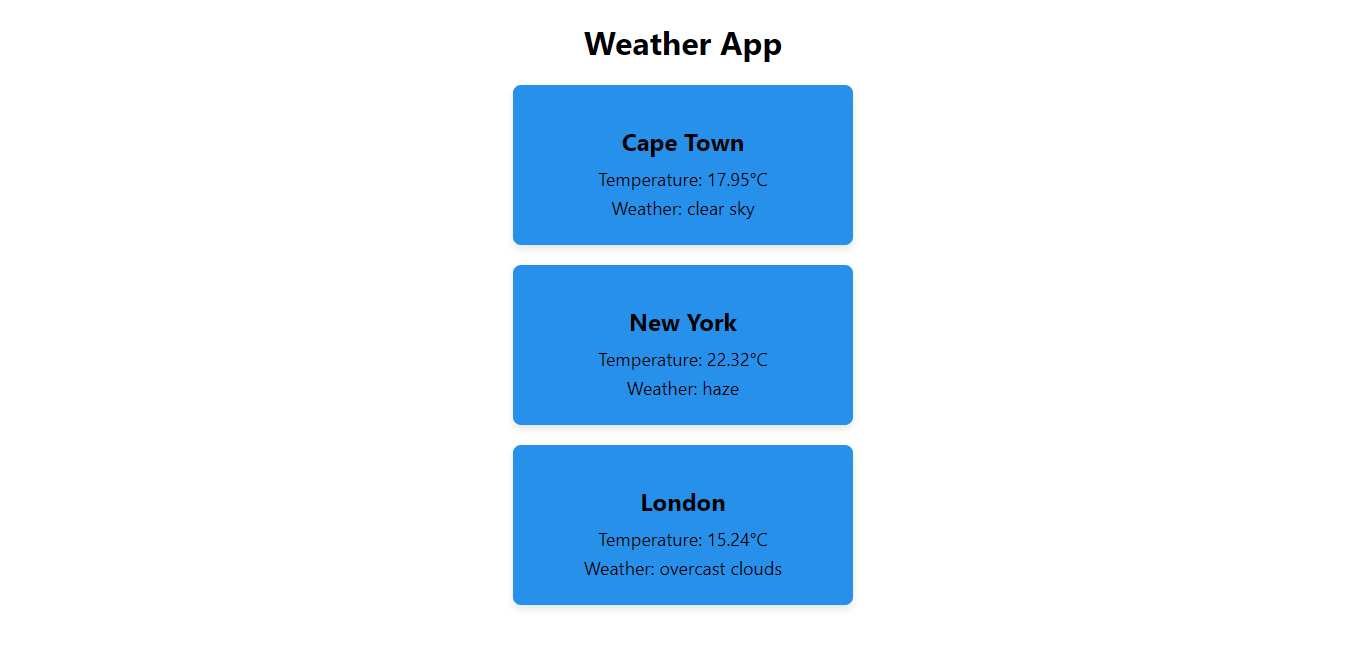 Weather App
Cape Town
Temperature: 17.95°C
Weather: clear sky
New York
Temperature: 22.32°C
Weather: haze
London
Temperature: 15.24°C
Weather: overcast clouds